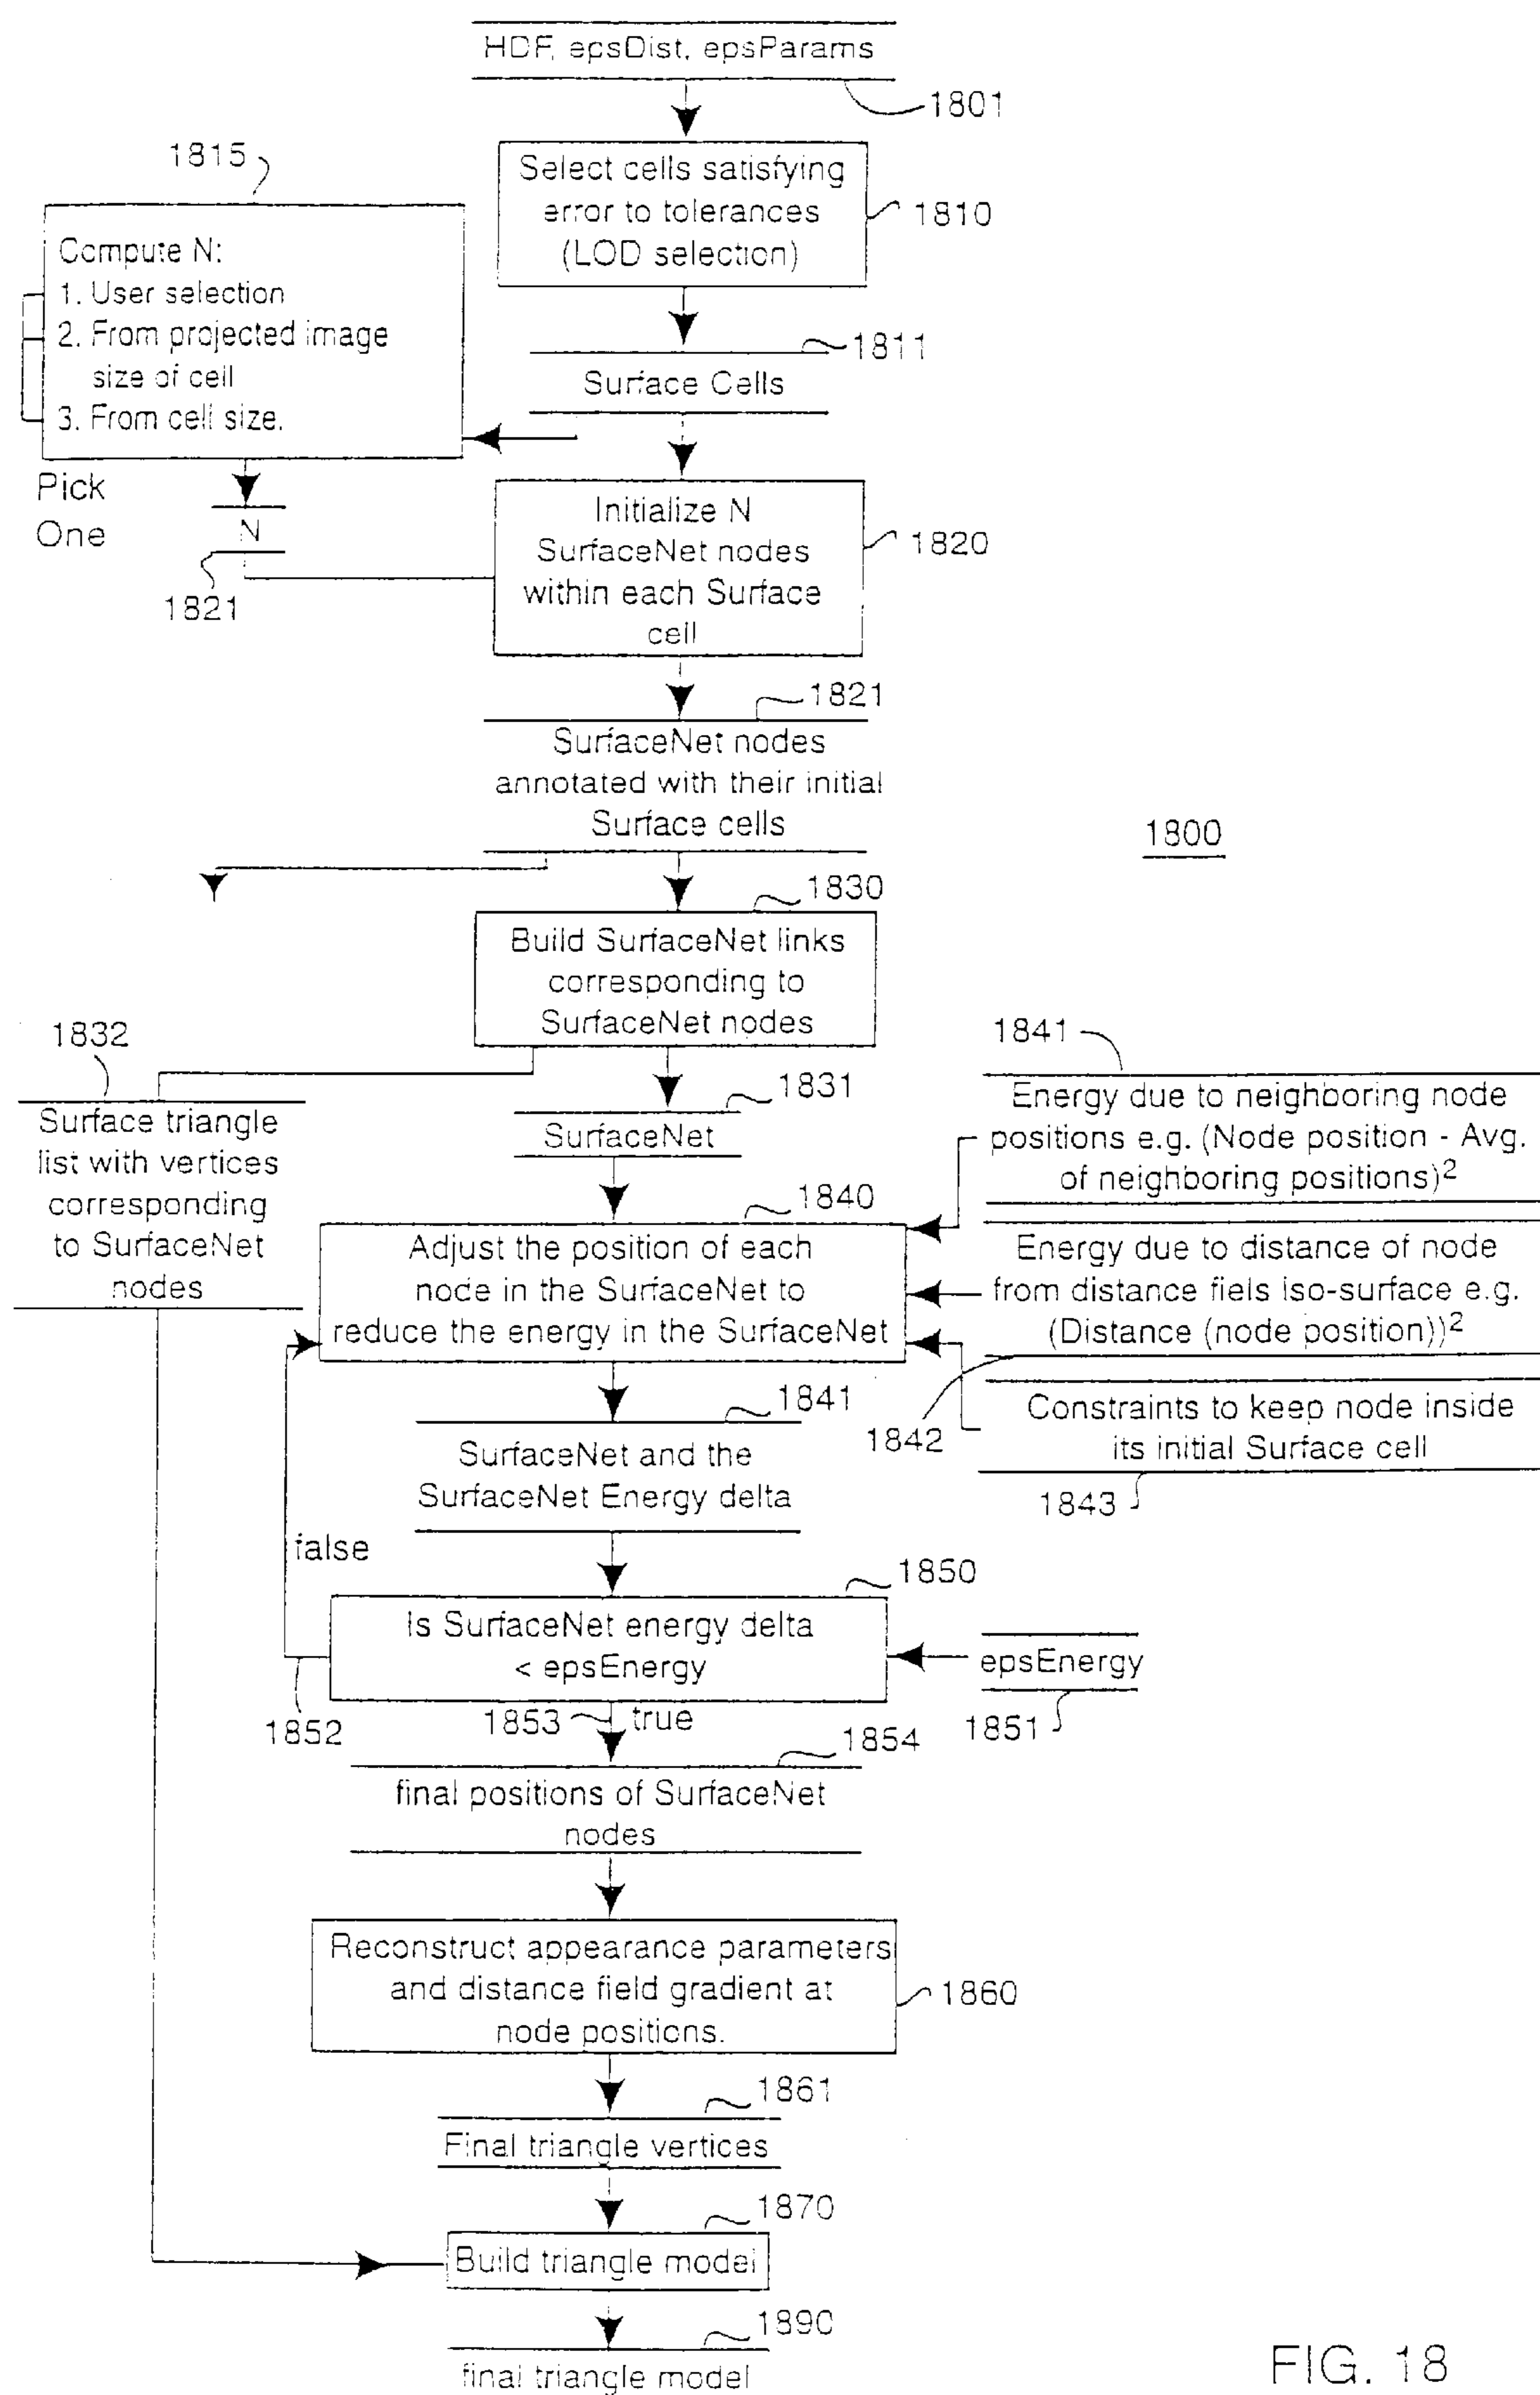 HDF, epsDist, epsParams
1801
1815
Select cells satisfying
error to tolerances
(LOD selection)
1810
Compute N:
1. User selection
2. From projected image
size of cell
3. From cell size.
Pick
One
N
1821
1811
Surface Cells
Initialize N
SurfaceNet nodes
within each Surface
cell
1820
1821
SurfaceNet nodes
annotated with their initial
Surface cells
1800
1830
Build SurfaceNet links
corresponding to
SurfaceNet nodes
1832
Surface triangle
list with vertices
corresponding
to SurfaceNet
nodes
1831
SurfaceNet
1841
Energy due to neighboring node
positions e.g. (Node position - Avg.
of neighboring positions)2
1840
Adjust the position of each
node in the SurfaceNet to
reduce the energy in the SurfaceNet
Energy due to distance of node
from distance fiels iso-surface e.g.
(Distance (node position))2
1842
Constraints to keep node inside
its initial Surface cell
1843
1841
SurfaceNet and the
SurfaceNet Energy delta
false
1850
Is SurfaceNet energy delta
< epsEnergy
epsEnergy
1851
1852
1853
true
1854
final positions of SurfaceNet
nodes
Reconstruct appearance parameters
and distance field gradient at
node positions.
1860
1861
Final triangle vertices
1870
Build triangle model
1890
final triangle model
FIG. 18